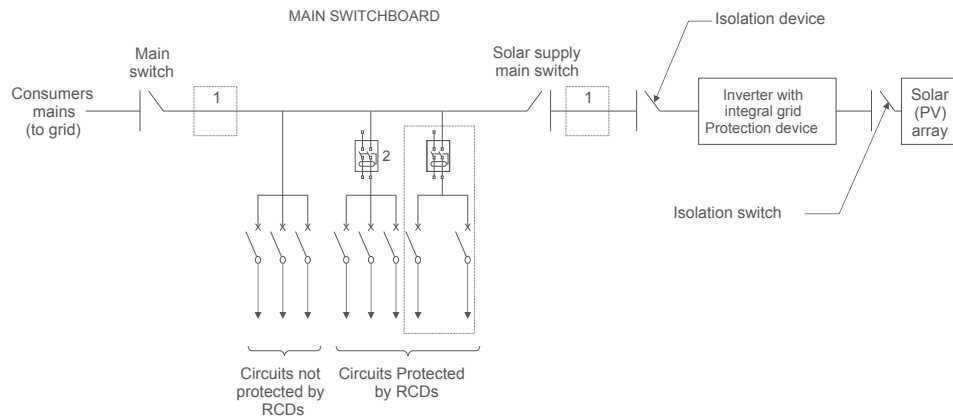 MAIN SWITCHBOARD
Isolation device
Main
switch
Solar supply
main switch
1
1
Consumers
mains
(to grid)
Inverter with
integral grid
Protection device
Solar
(PV)
array
2
Isolation switch
Circuits not
protected by
RCDs
Circuits Protected
by RCDs